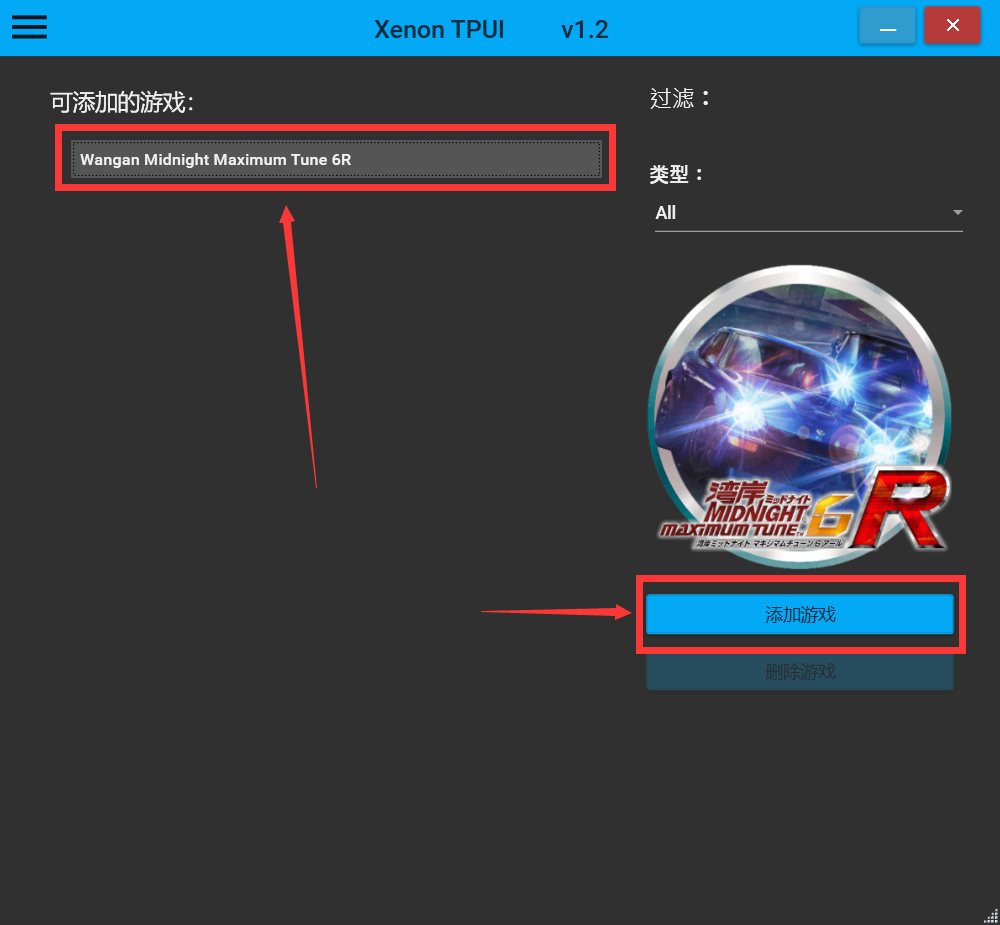 Xenon TPUI v1.2
可添加的游戏：
Wangan Midnight Maximum Tune 6R
过滤：
类型：
All
湾岸 ミッドナイト
MIDNIGHT
MAXIMUM TUNE 6R
湾岸ミッドナイト マキシマムチューン6アール
添加游戏
删除游戏